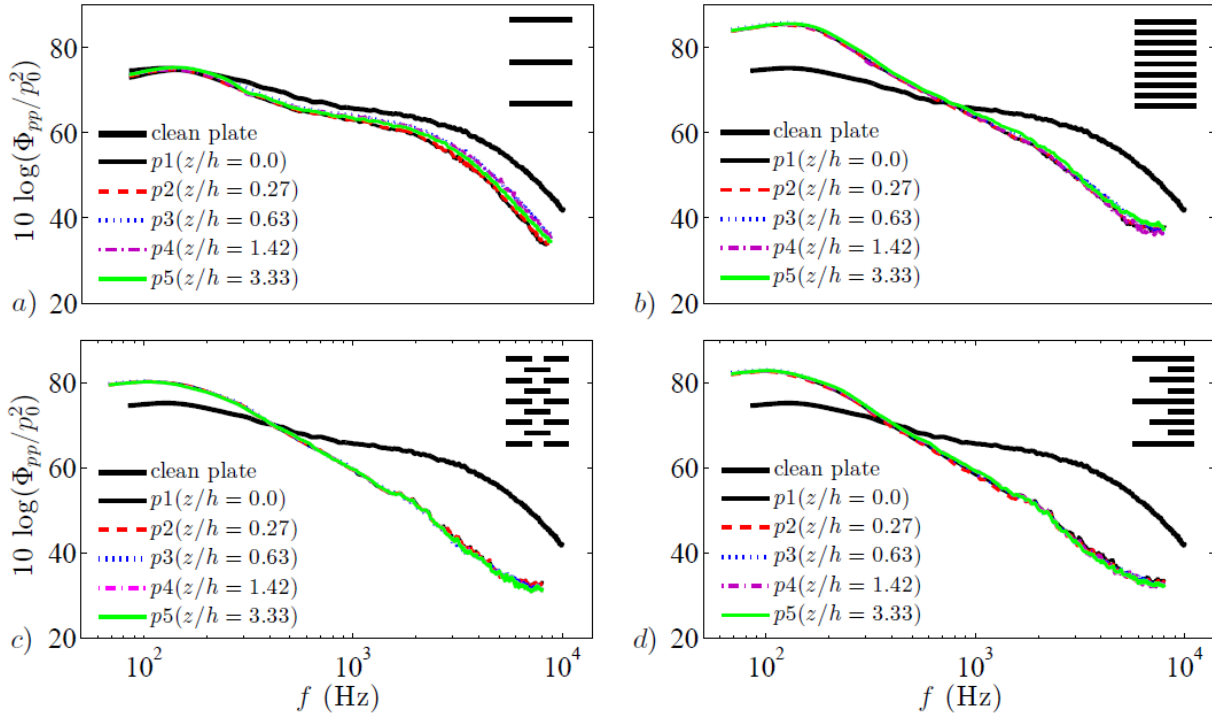 10 log(Φpp/p₀²)
80
60
40
20
a)
clean plate
p1(z/h = 0.0)
p2(z/h = 0.27)
p3(z/h = 0.63)
p4(z/h = 1.42)
p5(z/h = 3.33)
80
60
40
20
b)
clean plate
p1(z/h = 0.0)
p2(z/h = 0.27)
p3(z/h = 0.63)
p4(z/h = 1.42)
p5(z/h = 3.33)
10 log(Φpp/p₀²)
80
60
40
20
c)
clean plate
p1(z/h = 0.0)
p2(z/h = 0.27)
p3(z/h = 0.63)
p4(z/h = 1.42)
p5(z/h = 3.33)
10² 10³ 10⁴
f (Hz)
80
60
40
20
d)
clean plate
p1(z/h = 0.0)
p2(z/h = 0.27)
p3(z/h = 0.63)
p4(z/h = 1.42)
p5(z/h = 3.33)
10² 10³ 10⁴
f (Hz)